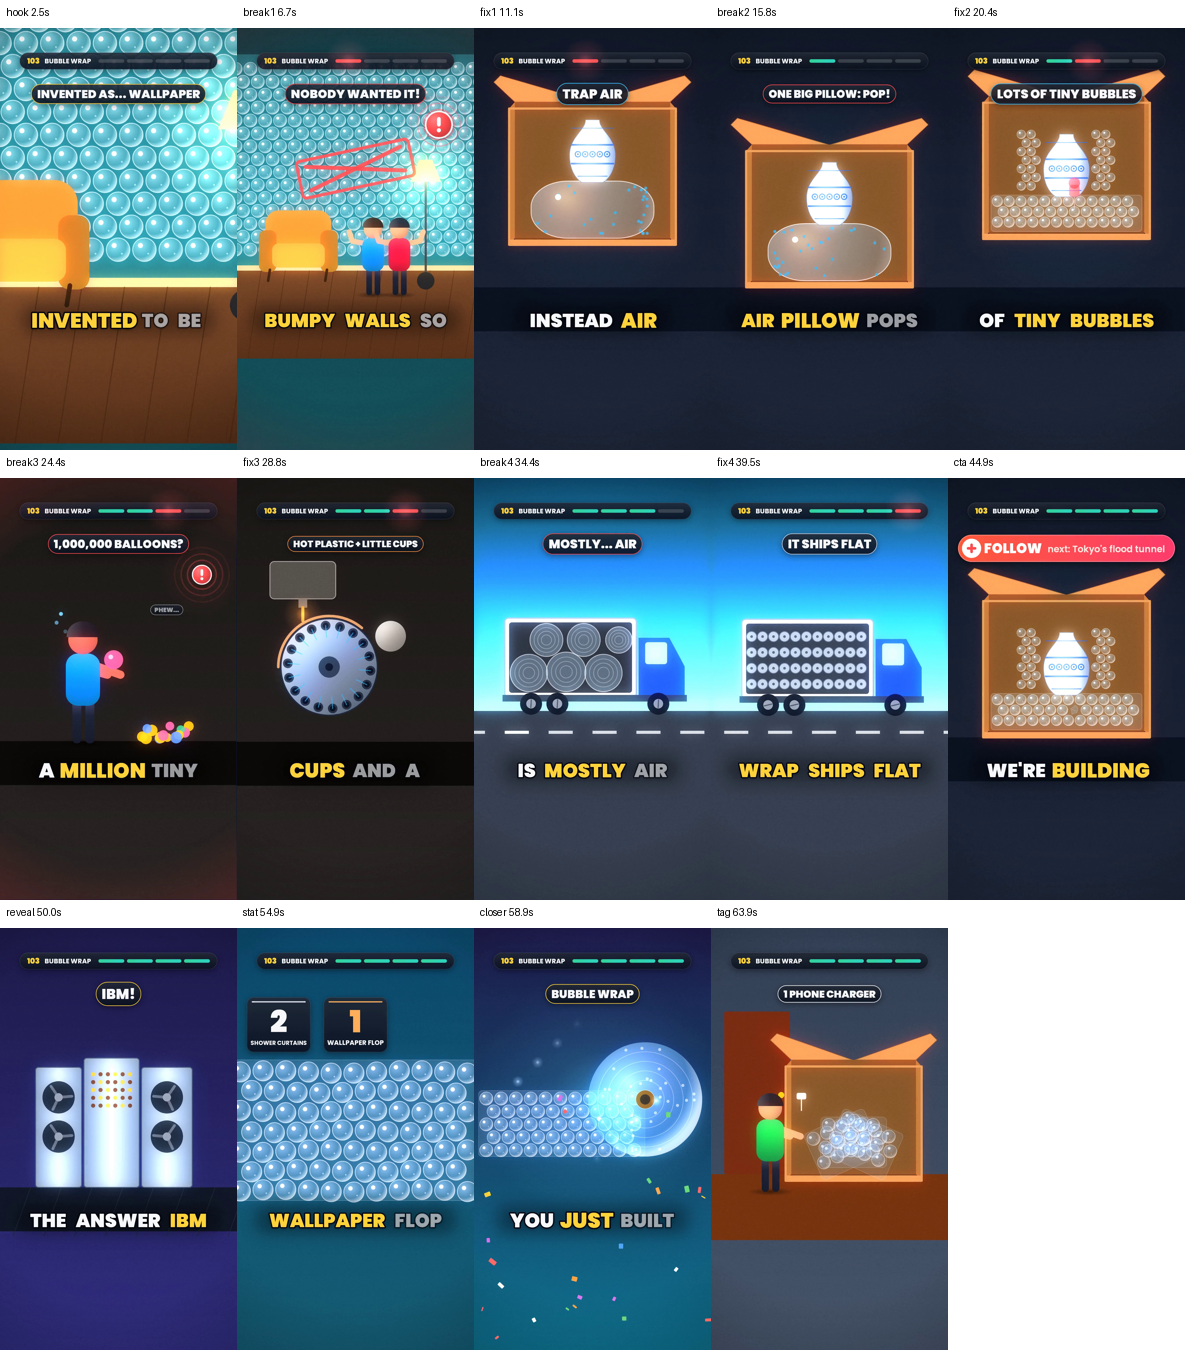 hook 2.5s
103 BUBBLE WRAP
INVENTED AS... WALLPAPER
INVENTED TO BE
break1 6.7s
103 BUBBLE WRAP
NOBODY WANTED IT!
!
BUMPY WALLS SO
fix1 11.1s
103 BUBBLE WRAP
TRAP AIR
INSTEAD AIR
break2 15.8s
103 BUBBLE WRAP
ONE BIG PILLOW: POP!
AIR PILLOW POPS
fix2 20.4s
103 BUBBLE WRAP
LOTS OF TINY BUBBLES
OF TINY BUBBLES
break3 24.4s
103 BUBBLE WRAP
1,000,000 BALLOONS?
!
PHEW...
A MILLION TINY
fix3 28.8s
103 BUBBLE WRAP
HOT PLASTIC + LITTLE CUPS
CUPS AND A
break4 34.4s
103 BUBBLE WRAP
MOSTLY... AIR
IS MOSTLY AIR
fix4 39.5s
103 BUBBLE WRAP
IT SHIPS FLAT
WRAP SHIPS FLAT
cta 44.9s
103 BUBBLE WRAP
FOLLOW next: Tokyo's flood tunnel
WE'RE BUILDING
reveal 50.0s
103 BUBBLE WRAP
IBM!
THE ANSWER IBM
stat 54.9s
103 BUBBLE WRAP
2
SHOWER CURTAINS
1
WALLPAPER FLOP
WALLPAPER FLOP
closer 58.9s
103 BUBBLE WRAP
BUBBLE WRAP
YOU JUST BUILT
tag 63.9s
103 BUBBLE WRAP
1 PHONE CHARGER